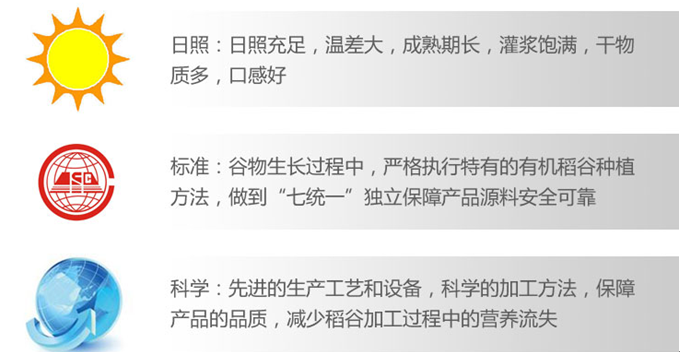 日照：日照充足，温差大，成熟期长，灌浆饱满，干物
质多，口感好
标准：谷物生长过程中，严格执行特有的有机稻谷种植
方法，做到“七统一”独立保障产品源料安全可靠
科学：先进的生产工艺和设备，科学的加工方法，保障
产品的品质，减少稻谷加工过程中的营养流失